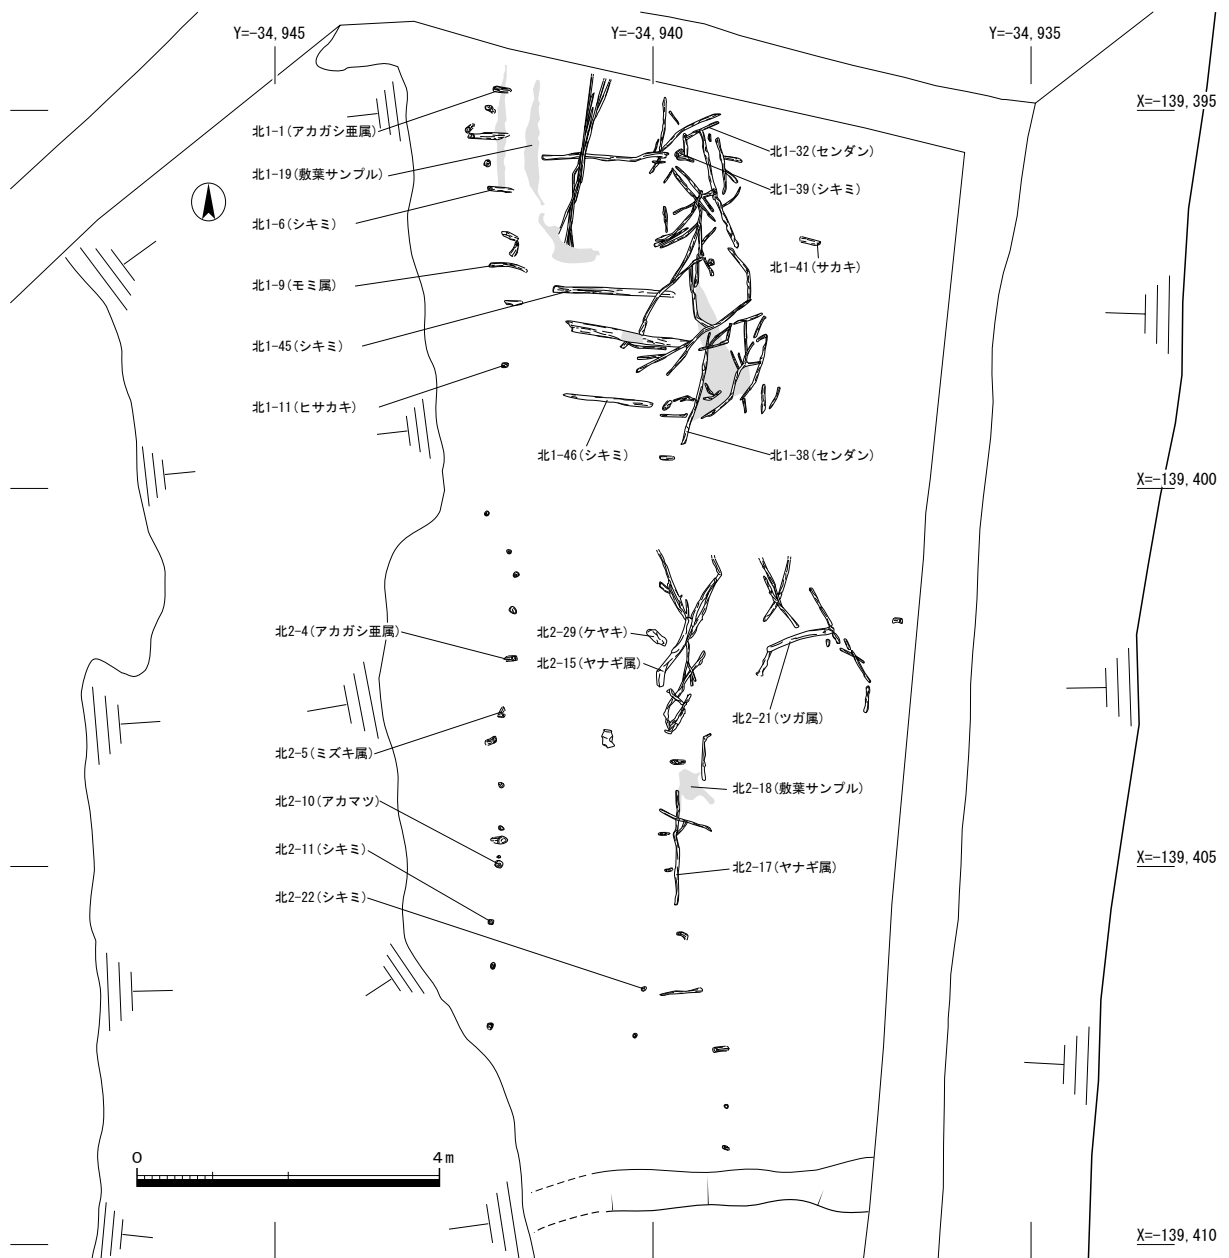 Y=-34,945
Y=-34,940
Y=-34,935
X=-139,395
北1-1(アカガシ亜属)
北1-32(センダン)
北1-19(敷葉サンプル)
北1-39(シキミ)
北1-6(シキミ)
北1-41(サカキ)
北1-9(モミ属)
北1-45(シキミ)
北1-11(ヒサカキ)
北1-46(シキミ)
北1-38(センダン)
X=-139,400
北2-4(アカガシ亜属)
北2-29(ケヤキ)
北2-15(ヤナギ属)
北2-21(ツガ属)
北2-5(ミズキ属)
北2-18(敷葉サンプル)
北2-10(アカマツ)
北2-11(シキミ)
X=-139,405
北2-17(ヤナギ属)
北2-22(シキミ)
0
4m
X=-139,410